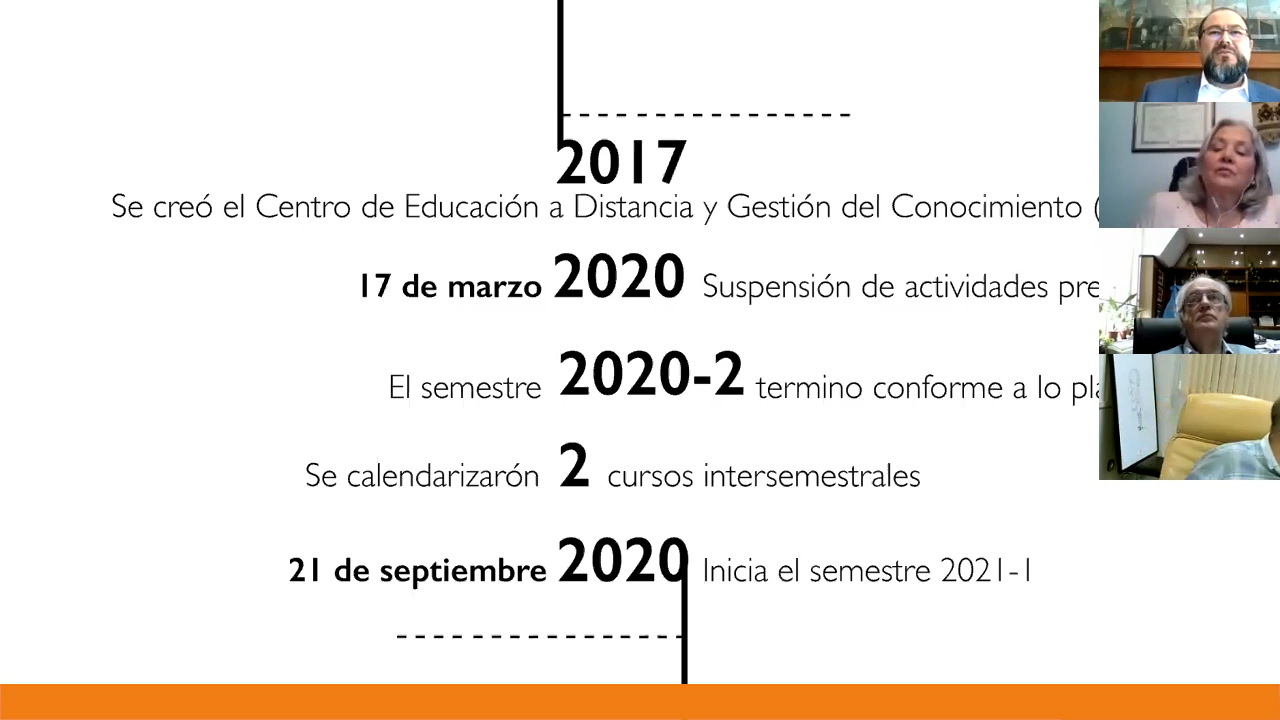 2017
Se creó el Centro de Educación a Distancia y Gestión del Conocimiento (
17 de marzo 2020 Suspensión de actividades pre
El semestre 2020-2 termino conforme a lo pla
Se calendarizarón 2 cursos intersemestrales
21 de septiembre 2020 Inicia el semestre 2021-1